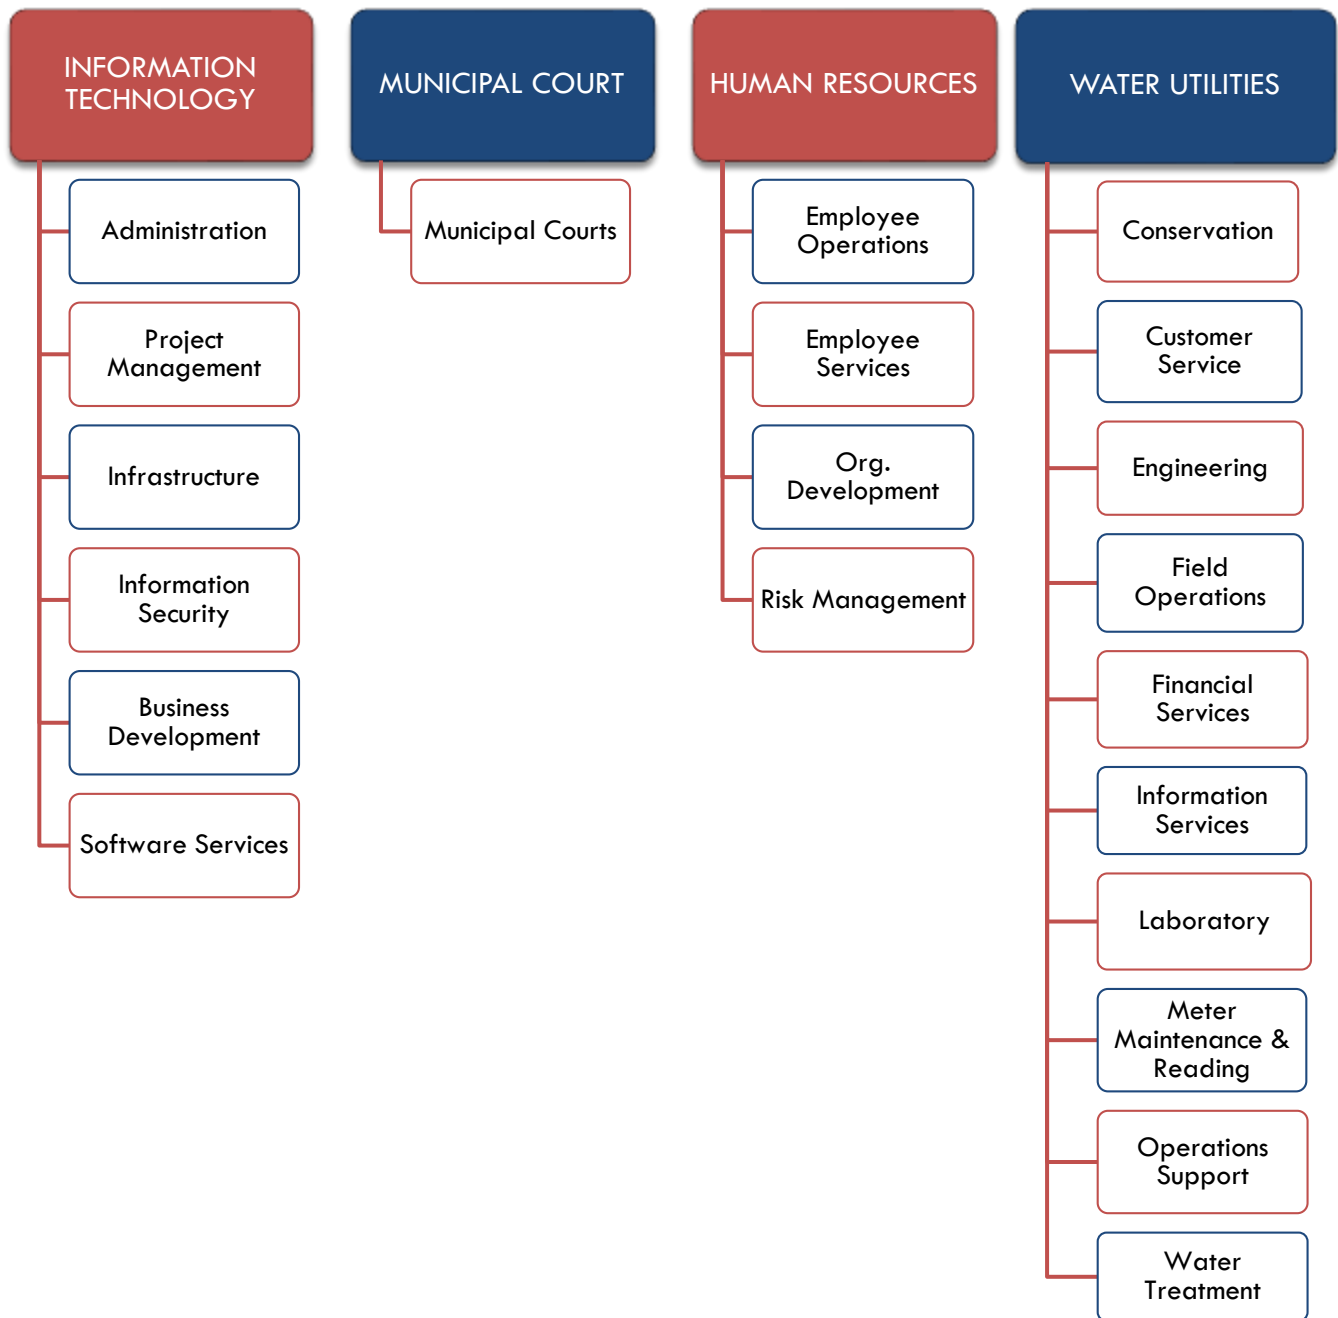 INFORMATION
TECHNOLOGY
Administration
Project
Management
Infrastructure
Information
Security
Business
Development
Software Services
MUNICIPAL COURT
Municipal Courts
HUMAN RESOURCES
Employee
Operations
Employee
Services
Org.
Development
Risk Management
WATER UTILITIES
Conservation
Customer
Service
Engineering
Field
Operations
Financial
Services
Information
Services
Laboratory
Meter
Maintenance &
Reading
Operations
Support
Water
Treatment